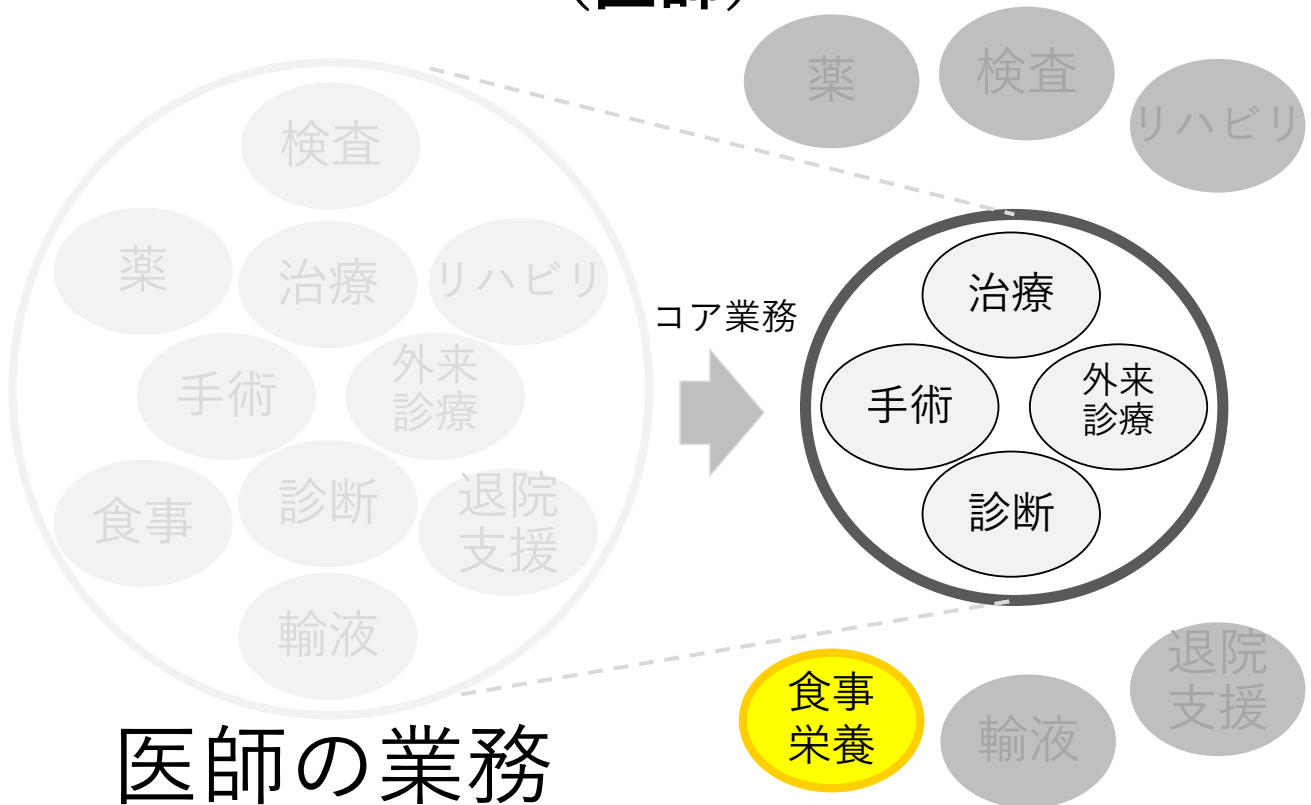 (医師)
薬
検査
リハビリ
検査
薬
治療
リハビリ
手術
外来
診療
食事
診断
退院
支援
輸液
医師の業務
コア業務
治療
手術
外来
診療
診断
食事
栄養
輸液
退院
支援